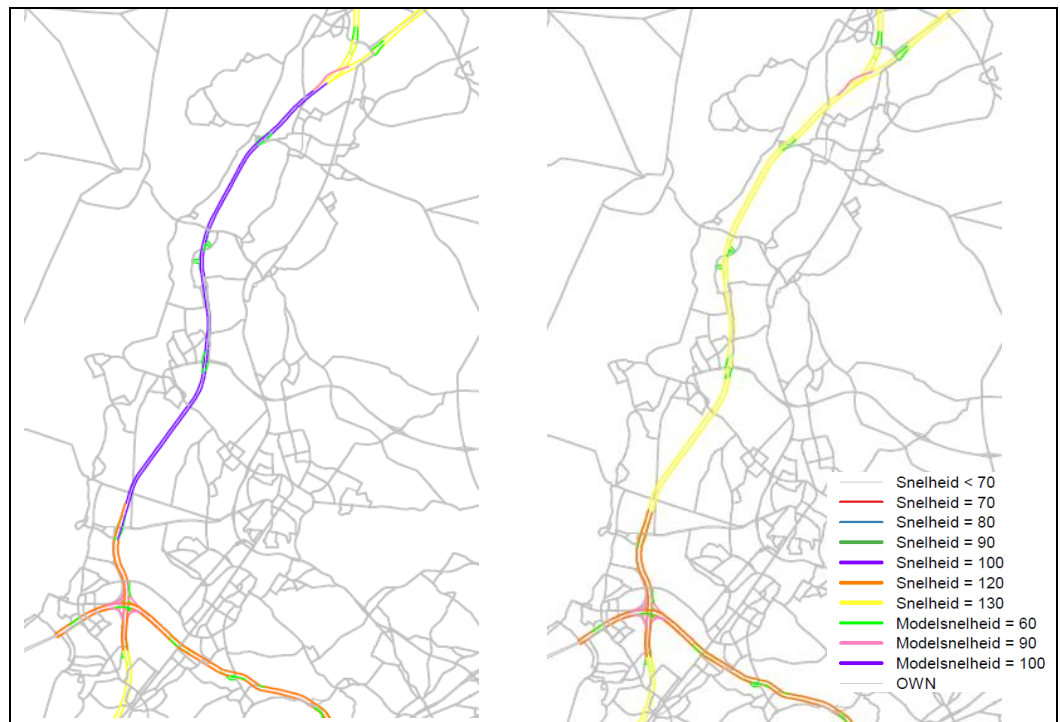 Snelheid < 70
Snelheid = 70
Snelheid = 80
Snelheid = 90
Snelheid = 100
Snelheid = 120
Snelheid = 130
Modelsnelheid = 60
Modelsnelheid = 90
Modelsnelheid = 100
OWN